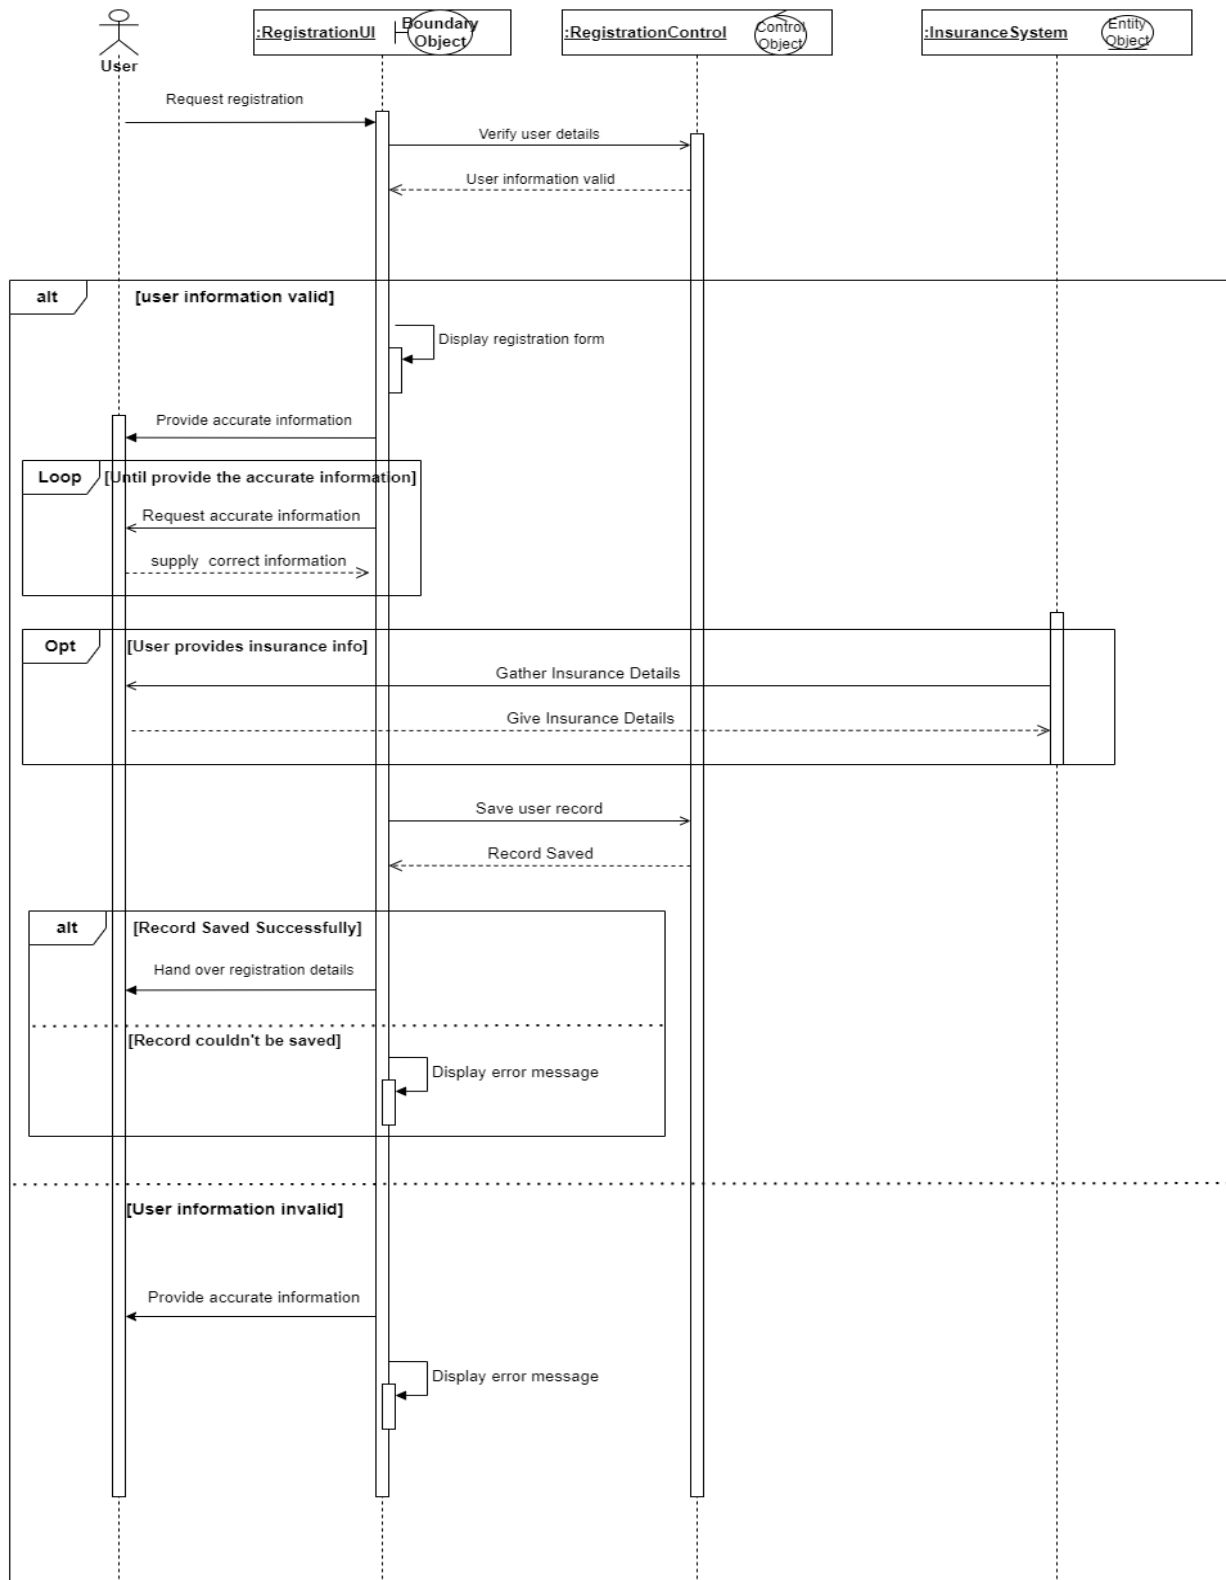 User
:RegistrationUI
Boundary
Object
:RegistrationControl
Control
Object
:InsuranceSystem
Entity
Object
Request registration
Verify user details
User information valid
alt
[user information valid]
Display registration form
Provide accurate information
Loop
[Until provide the accurate information]
Request accurate information
supply correct information
Opt
[User provides insurance info]
Gather Insurance Details
Give Insurance Details
Save user record
Record Saved
alt
[Record Saved Successfully]
Hand over registration details
[Record couldn't be saved]
Display error message
[User information invalid]
Provide accurate information
Display error message